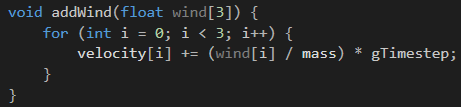 void addWind(float wind[3]) {
    for (int i = 0; i < 3; i++) {
        velocity[i] += (wind[i] / mass) * gTimestep;
    }
}